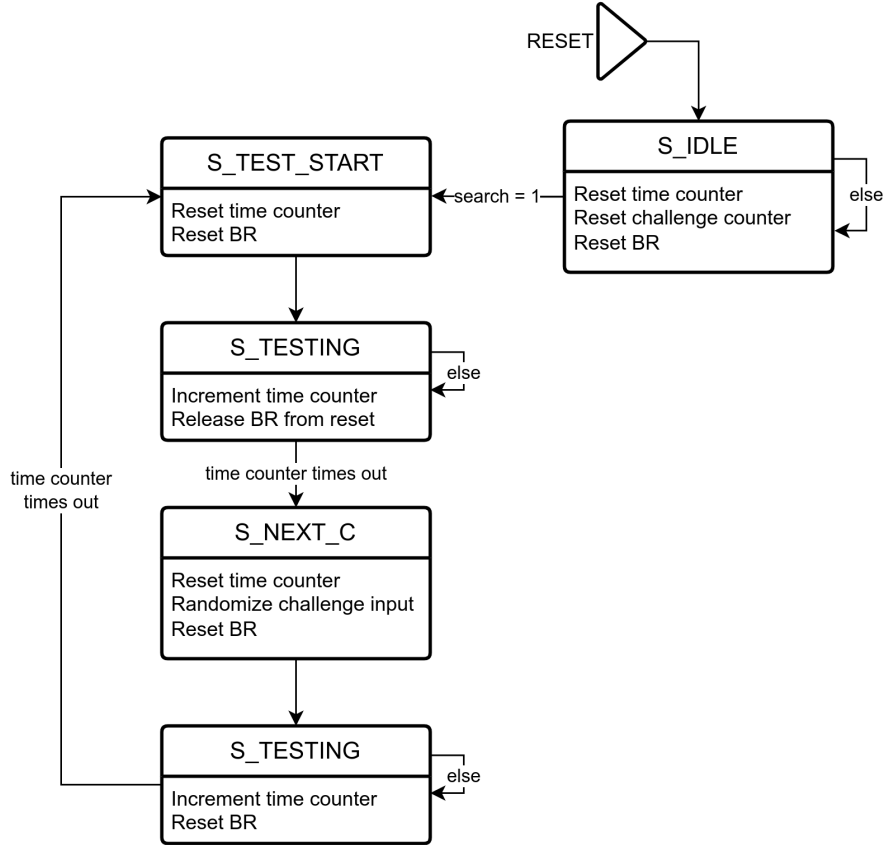 RESET
S_IDLE
Reset time counter
Reset challenge counter
Reset BR
else
search = 1
S_TEST_START
Reset time counter
Reset BR
S_TESTING
Increment time counter
Release BR from reset
else
time counter times out
S_NEXT_C
Reset time counter
Randomize challenge input
Reset BR
S_TESTING
Increment time counter
Reset BR
else
time counter
times out